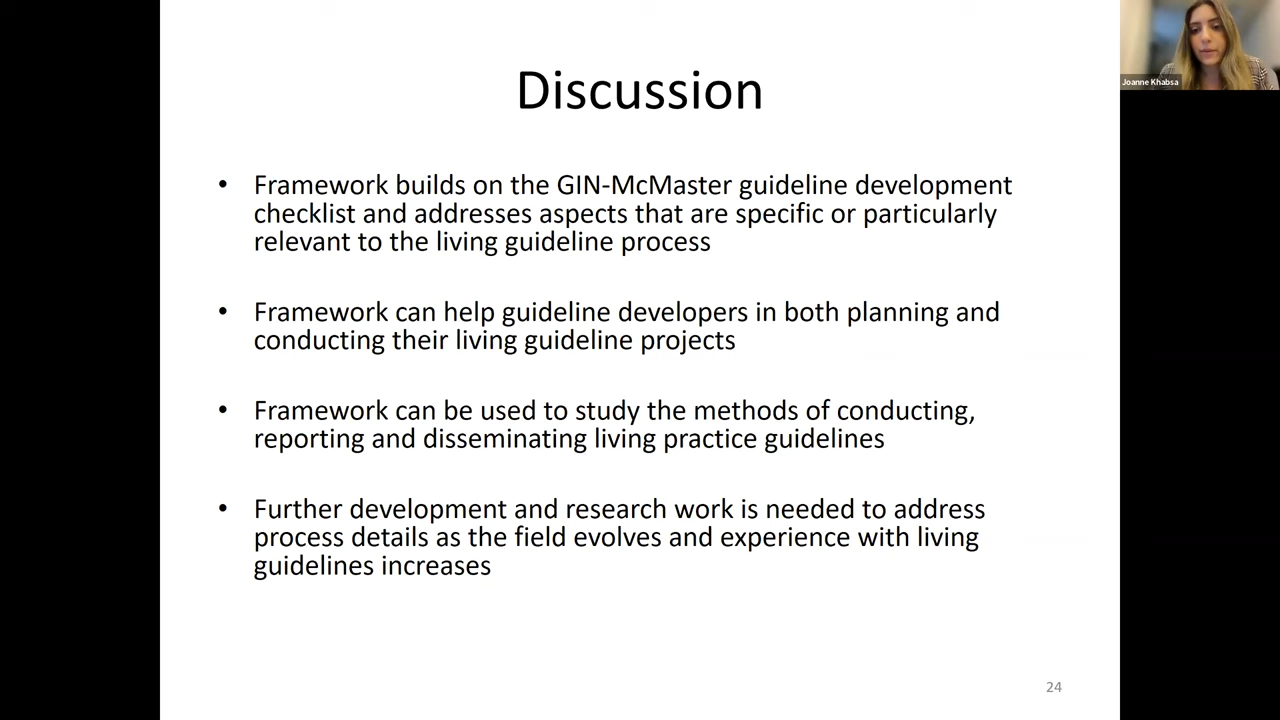 Discussion
• Framework builds on the GIN-McMaster guideline development
checklist and addresses aspects that are specific or particularly
relevant to the living guideline process
• Framework can help guideline developers in both planning and
conducting their living guideline projects
• Framework can be used to study the methods of conducting,
reporting and disseminating living practice guidelines
• Further development and research work is needed to address
process details as the field evolves and experience with living
guidelines increases
24
Joanne Khabsa